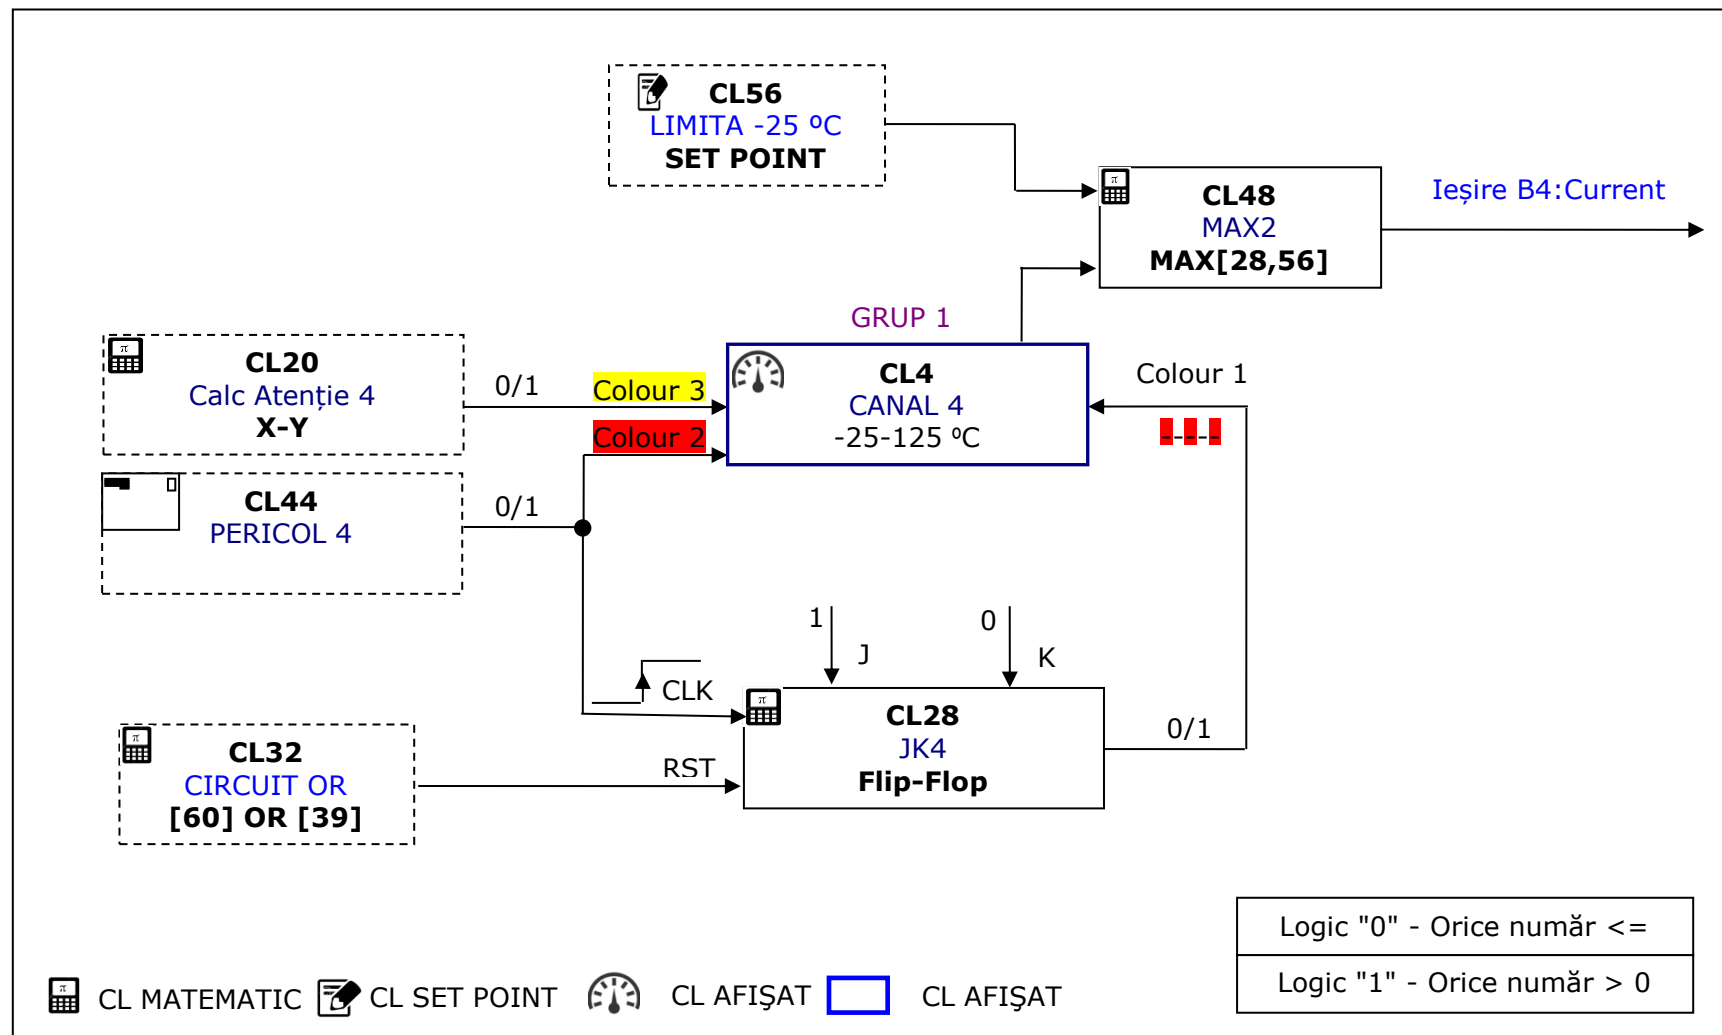 CL56
LIMITA -25 ºC
SET POINT
CL48
MAX2
MAX[28,56]
Ieșire B4:Current
GRUP 1
CL20
Calc Atenție 4
X-Y
0/1
Colour 3
Colour 2
CL4
CANAL 4
-25-125 ºC
Colour 1
-----
CL44
PERICOL 4
0/1
1
J
0
K
CLK
CL28
JK4
Flip-Flop
0/1
CL32
CIRCUIT OR
[60] OR [39]
RST
Logic "0" - Orice număr <=
Logic "1" - Orice număr > 0
CL MATEMATIC
CL SET POINT
CL AFIŞAT
CL AFIŞAT